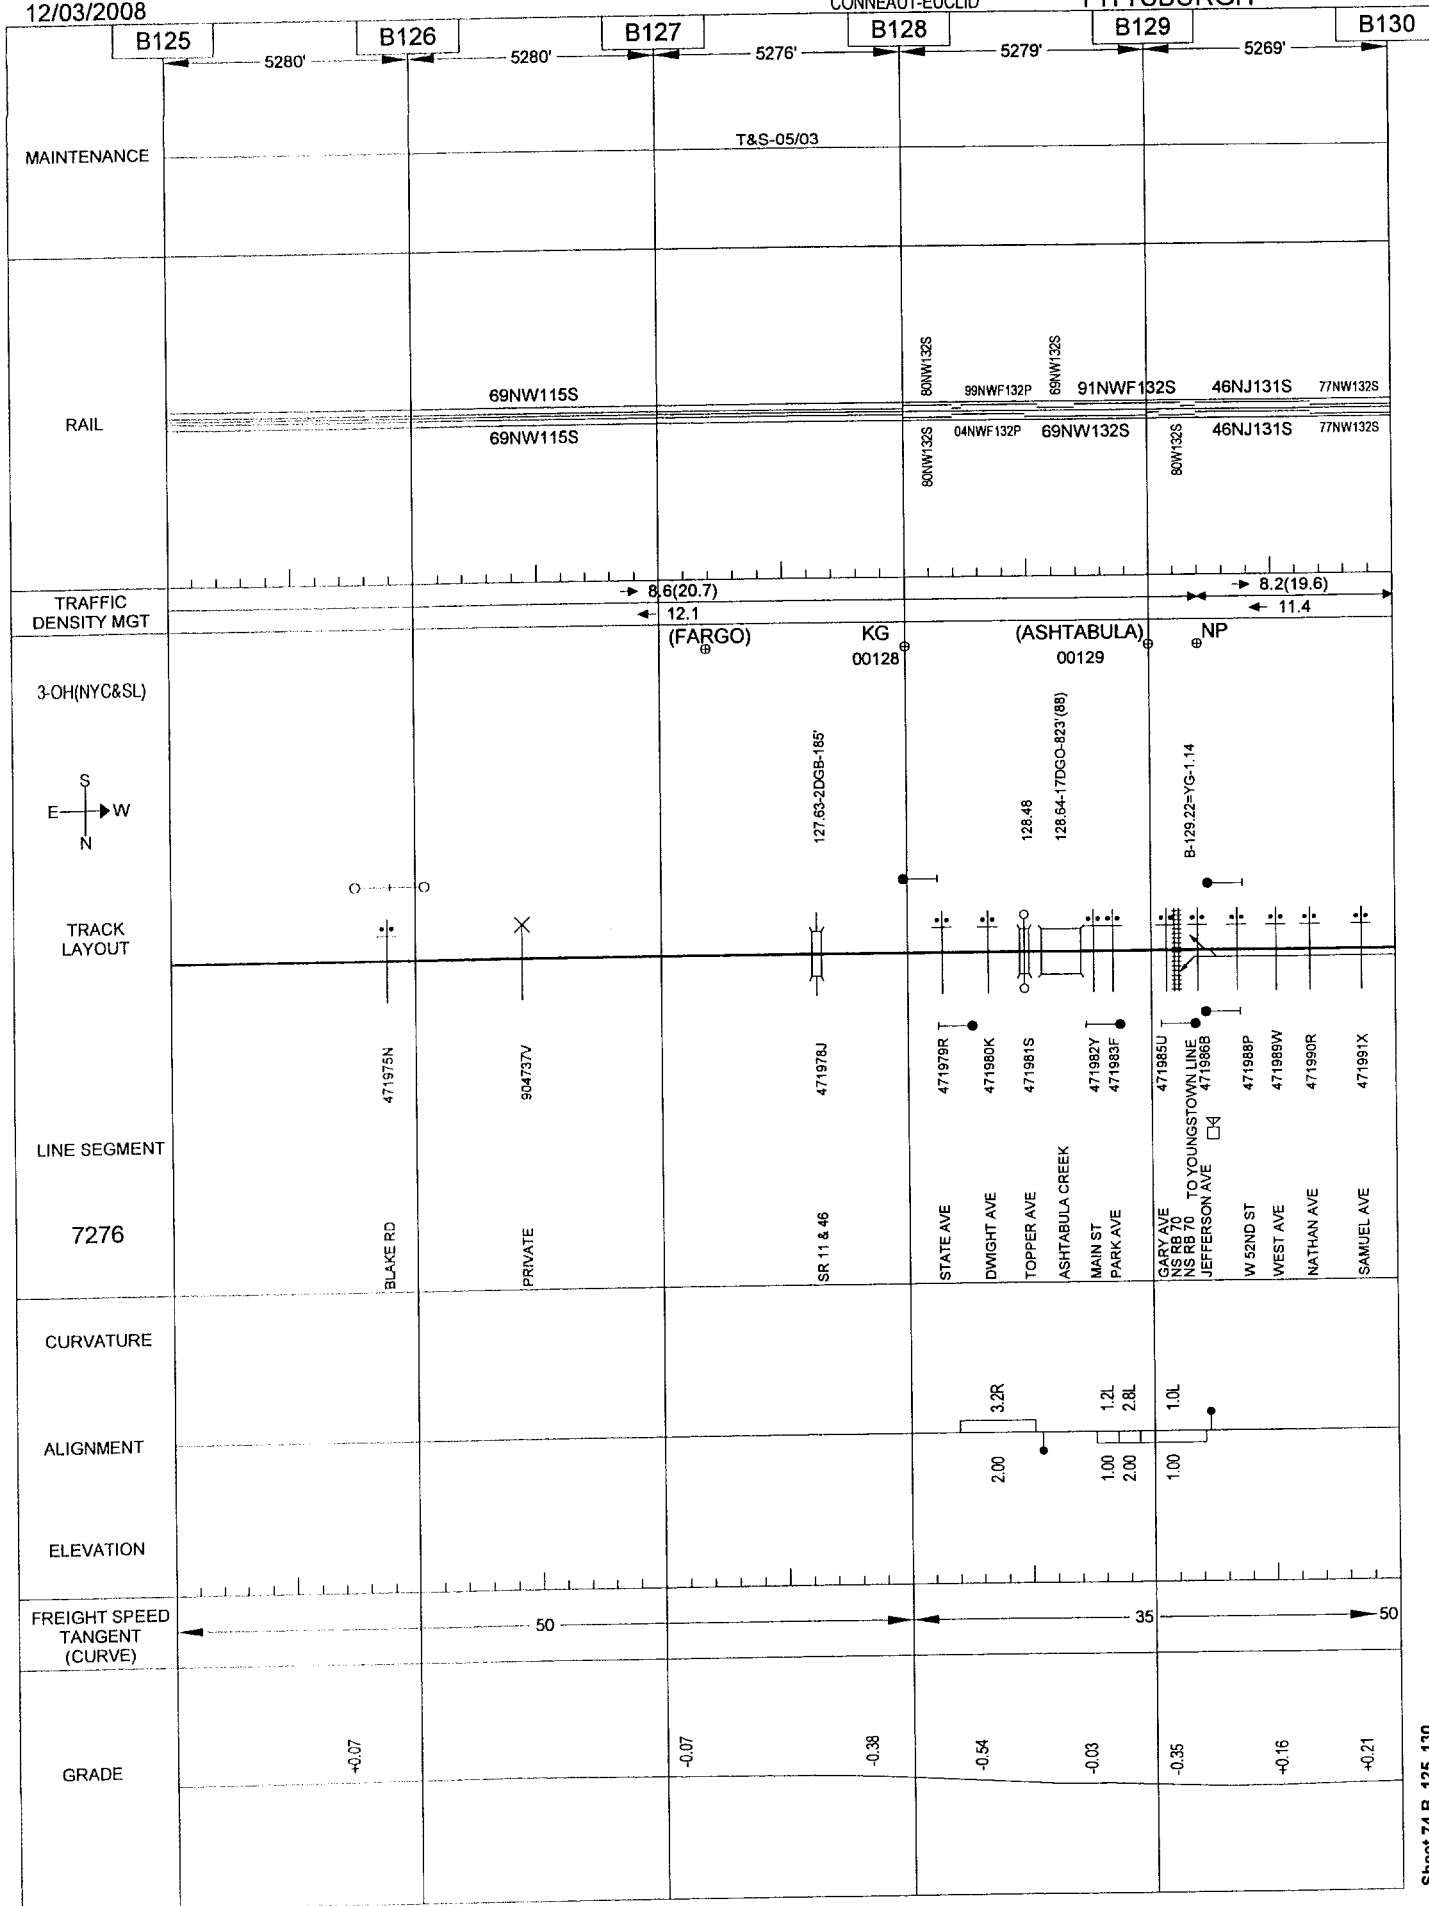 12/03/2008
CONNEAUT-EUCLID
PITTSBURGH
B125 B126 B127 B128 B129 B130
5280' 5280' 5276' 5279' 5269'
MAINTENANCE
T&S-05/03
RAIL
80NW132S
69NW132S
69NW115S 99NWF132P 91NWF132S 46NJ131S 77NW132S
69NW115S 04NWF132P 69NW132S 46NJ131S 77NW132S
80NW132S
80W132S
TRAFFIC
DENSITY MGT
8.6(20.7) 8.2(19.6)
12.1 11.4
(FARGO) KG (ASHTABULA) NP
00128 00129
3-OH(NYC&SL)
S
E W
N
127.63-2DGB-185'
128.48
128.64-17DGO-823'(88)
B-129.22=YG-1.14
TRACK
LAYOUT
471975N
904737V
471978J
471979R
471980K
471981S
471982Y
471983F
471985U
471986B
471988P
471989W
471990R
471991X
LINE SEGMENT
7276
BLAKE RD
PRIVATE
SR 11 & 46
STATE AVE
DWIGHT AVE
TOPPER AVE
ASHTABULA CREEK
MAIN ST
PARK AVE
GARY AVE
NS RB 70
NS RB 70 TO YOUNGSTOWN LINE
JEFFERSON AVE
W 52ND ST
WEST AVE
NATHAN AVE
SAMUEL AVE
CURVATURE
3.2R 1.2L 2.8L 1.0L
ALIGNMENT
2.00 1.00 2.00 1.00
ELEVATION
FREIGHT SPEED
TANGENT
(CURVE)
50 35 50
GRADE
+0.07 -0.07 -0.38 -0.54 -0.03 -0.35 +0.16 +0.21
Sheet 74 B 125 130